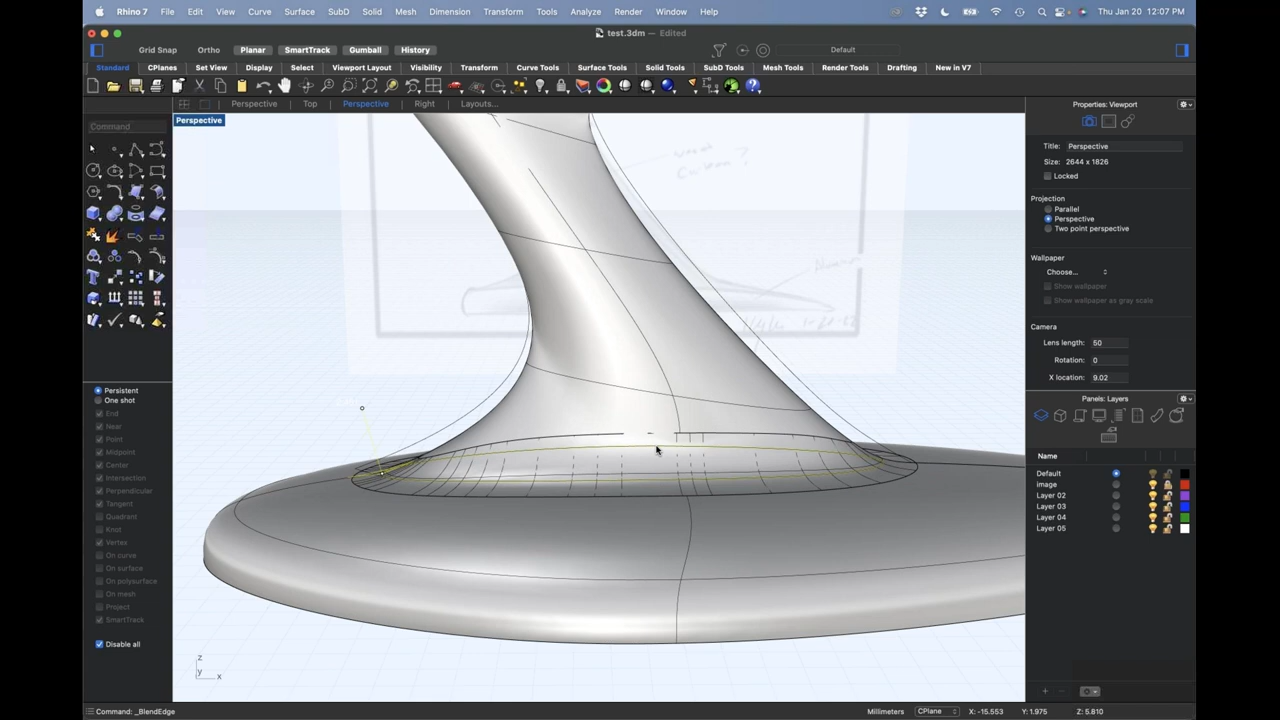 Rhino 7 File Edit View Curve Surface SubD Solid Mesh Dimension Transform Tools Analyze Render Window Help Thu Jan 20 12:07 PM
test.3dm — Edited
Grid Snap Ortho Planar SmartTrack Gumball History Default
Standard CPlanes Set View Display Select Viewport Layout Visibility Transform Curve Tools Surface Tools Solid Tools SubD Tools Mesh Tools Render Tools Drafting New in V7
Perspective Top Perspective Right Layouts...
Properties: Viewport
Perspective
Command
Title: Perspective
Size: 2644 x 1826
Locked
Projection
Parallel
Perspective
Two point perspective
Wallpaper
Choose...
Show wallpaper
Show wallpaper as gray scale
Camera
Lens length: 50
Rotation: 0
X location: 9.02
Panels: Layers
Name
Default
image
Layer 02
Layer 03
Layer 04
Layer 05
Persistent
One shot
End
Near
Point
Midpoint
Center
Intersection
Perpendicular
Tangent
Quadrant
Knot
Vertex
On curve
On surface
On polysurface
On mesh
Project
SmartTrack
Disable all
z
y x
Command: _BlendEdge
Millimeters CPlane X: -15.553 Y: 1.975 Z: 5.810